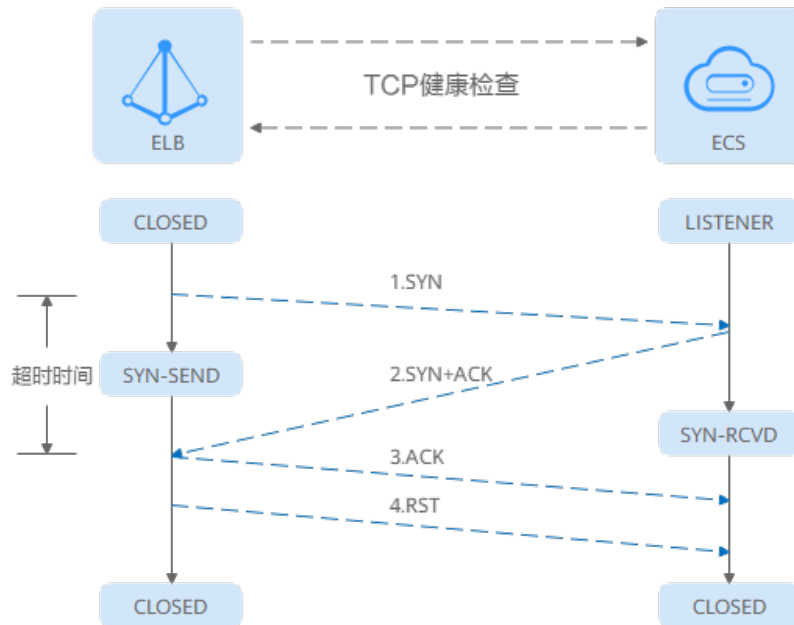 TCP健康检查
ELB
ECS
CLOSED
LISTENER
1.SYN
超时时间
SYN-SEND
2.SYN+ACK
SYN-RCVD
3.ACK
4.RST
CLOSED
CLOSED